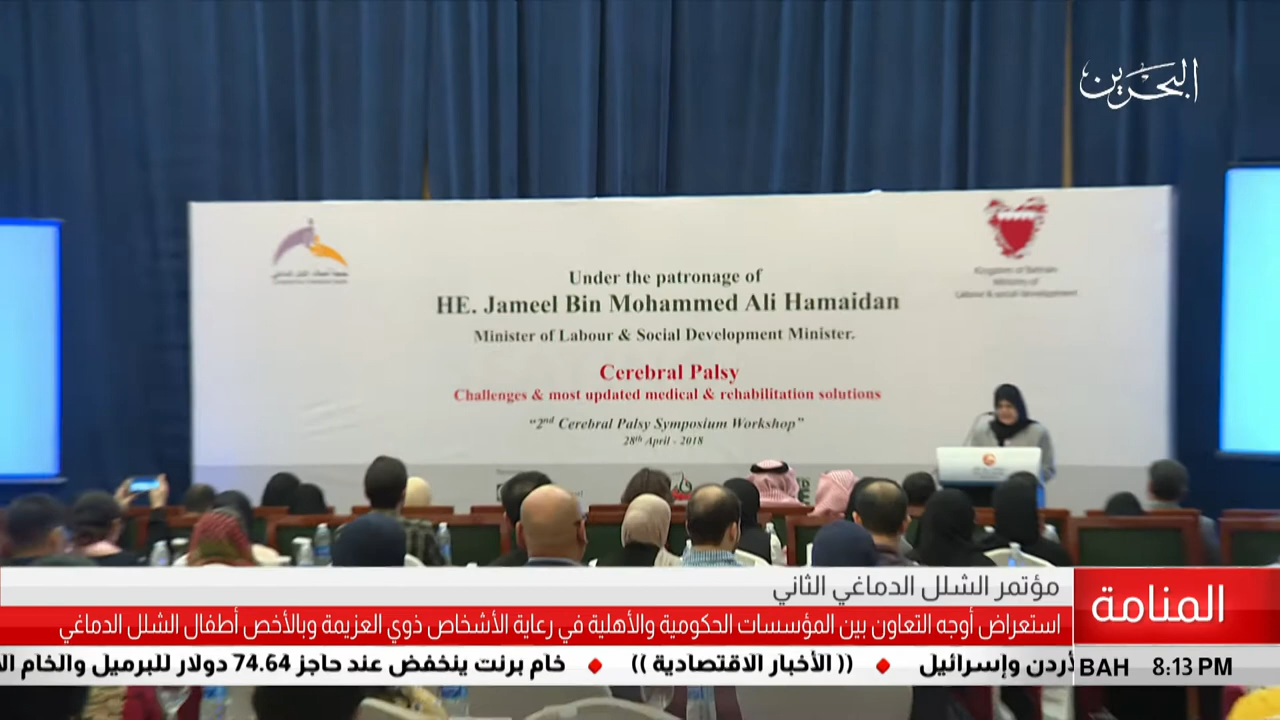 البحرين
Under the patronage of
HE. Jameel Bin Mohammed Ali Hamaidan
Minister of Labour & Social Development Minister.
Cerebral Palsy
Challenges & most updated medical & rehabilitation solutions
“2nd Cerebral Palsy Symposium Workshop”
28th April - 2018
Kingdom of Bahrain
Ministry of
Labour & social development
مؤتمر الشلل الدماغي الثاني
المنامة
استعراض أوجه التعاون بين المؤسسات الحكومية والأهلية في رعاية الأشخاص ذوي العزيمة وبالأخص أطفال الشلل الدماغي
BAH 8:13 PM
أردن وإسرائيل ♦ (( الأخبار الاقتصادية )) ♦ خام برنت ينخفض عند حاجز 74.64 دولار للبرميل والخام الأ